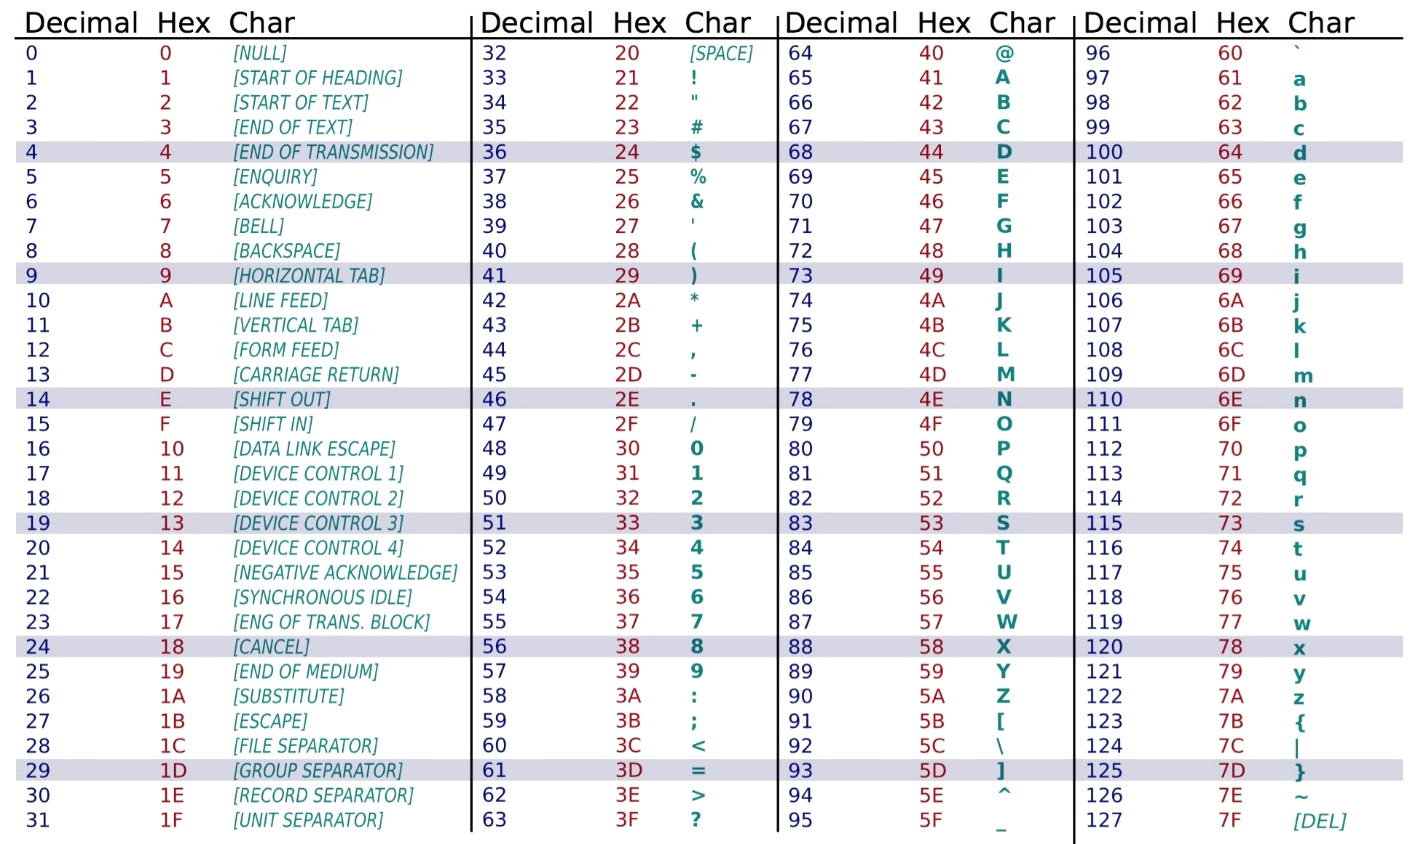 Decimal Hex Char Decimal Hex Char Decimal Hex Char Decimal Hex Char
0 0 [NULL] 32 20 [SPACE] 64 40 @ 96 60 `
1 1 [START OF HEADING] 33 21 ! 65 41 A 97 61 a
2 2 [START OF TEXT] 34 22 " 66 42 B 98 62 b
3 3 [END OF TEXT] 35 23 # 67 43 C 99 63 c
4 4 [END OF TRANSMISSION] 36 24 $ 68 44 D 100 64 d
5 5 [ENQUIRY] 37 25 % 69 45 E 101 65 e
6 6 [ACKNOWLEDGE] 38 26 & 70 46 F 102 66 f
7 7 [BELL] 39 27 ' 71 47 G 103 67 g
8 8 [BACKSPACE] 40 28 ( 72 48 H 104 68 h
9 9 [HORIZONTAL TAB] 41 29 ) 73 49 I 105 69 i
10 A [LINE FEED] 42 2A * 74 4A J 106 6A j
11 B [VERTICAL TAB] 43 2B + 75 4B K 107 6B k
12 C [FORM FEED] 44 2C , 76 4C L 108 6C l
13 D [CARRIAGE RETURN] 45 2D - 77 4D M 109 6D m
14 E [SHIFT OUT] 46 2E . 78 4E N 110 6E n
15 F [SHIFT IN] 47 2F / 79 4F O 111 6F o
16 10 [DATA LINK ESCAPE] 48 30 0 80 50 P 112 70 p
17 11 [DEVICE CONTROL 1] 49 31 1 81 51 Q 113 71 q
18 12 [DEVICE CONTROL 2] 50 32 2 82 52 R 114 72 r
19 13 [DEVICE CONTROL 3] 51 33 3 83 53 S 115 73 s
20 14 [DEVICE CONTROL 4] 52 34 4 84 54 T 116 74 t
21 15 [NEGATIVE ACKNOWLEDGE] 53 35 5 85 55 U 117 75 u
22 16 [SYNCHRONOUS IDLE] 54 36 6 86 56 V 118 76 v
23 17 [ENG OF TRANS. BLOCK] 55 37 7 87 57 W 119 77 w
24 18 [CANCEL] 56 38 8 88 58 X 120 78 x
25 19 [END OF MEDIUM] 57 39 9 89 59 Y 121 79 y
26 1A [SUBSTITUTE] 58 3A : 90 5A Z 122 7A z
27 1B [ESCAPE] 59 3B ; 91 5B [ 123 7B {
28 1C [FILE SEPARATOR] 60 3C < 92 5C \ 124 7C |
29 1D [GROUP SEPARATOR] 61 3D = 93 5D ] 125 7D }
30 1E [RECORD SEPARATOR] 62 3E > 94 5E ^ 126 7E ~
31 1F [UNIT SEPARATOR] 63 3F ? 95 5F _ 127 7F [DEL]